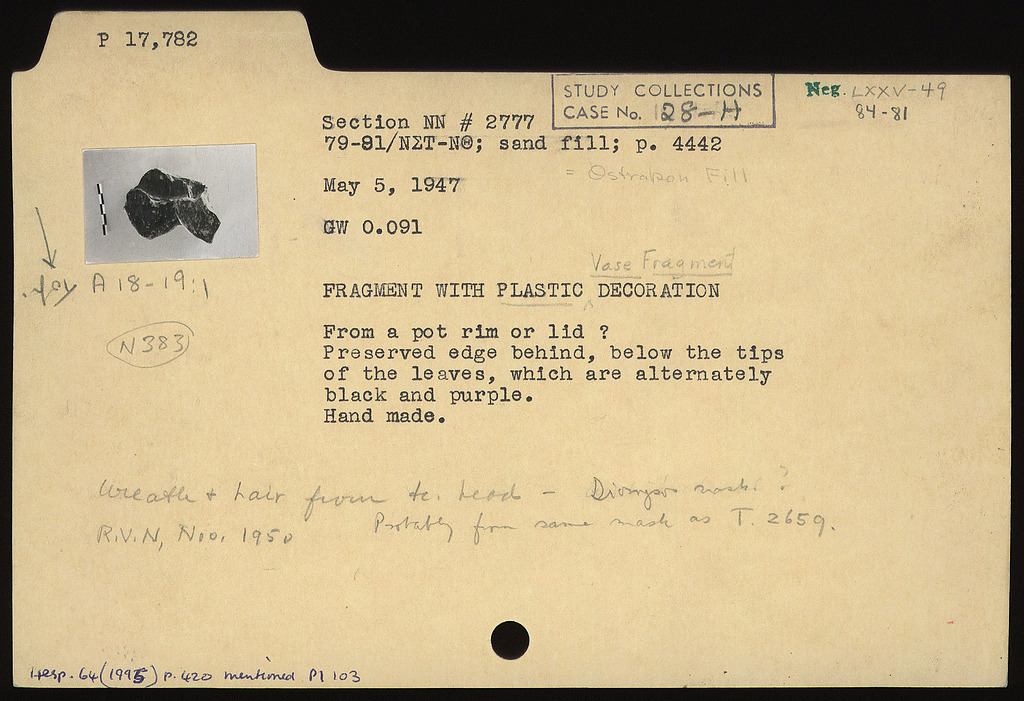 P 17,782
STUDY COLLECTIONS
CASE No. 128-H
Neg. LXXV-49
84-81
Section NN # 2777
79-81/ΝΣΤ-Ν®; sand fill; p. 4442
= Ostrakon Fill
May 5, 1947
GW 0.091
A 18-19:1
Vase Fragment
FRAGMENT WITH PLASTIC DECORATION
N383
From a pot rim or lid ?
Preserved edge behind, below the tips
of the leaves, which are alternately
black and purple.
Hand made.
Wreath + hair from tc. head - Dionysos mask ?
Probably from same mask as T. 2659.
R.V.N, Nov. 1950
Hesp. 64 (1995) p. 420 mentioned Pl 103